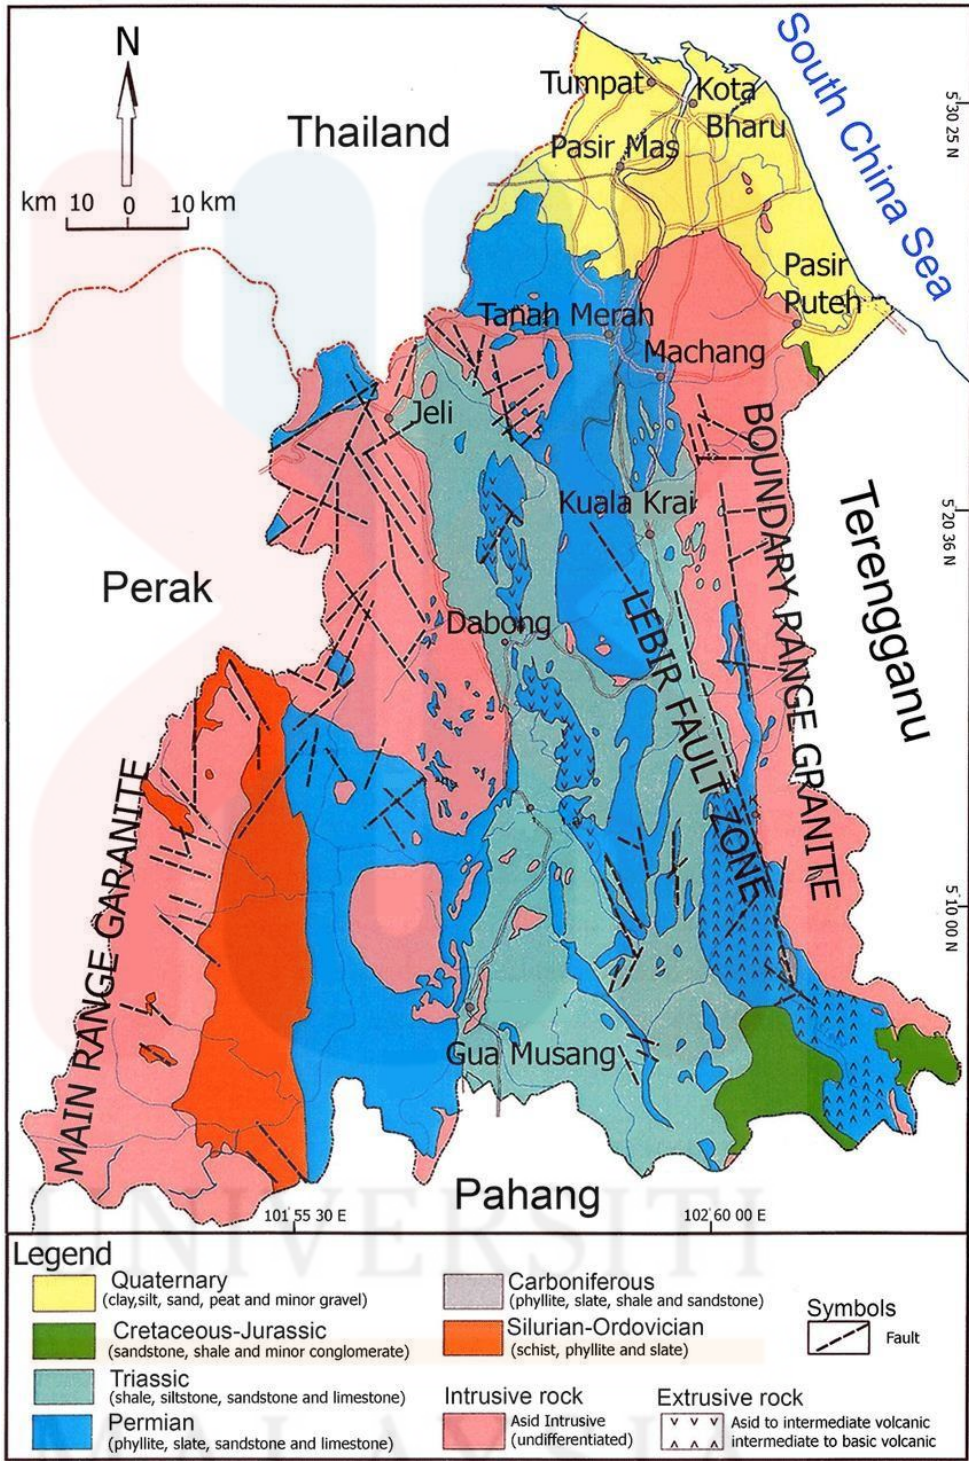 N
km 10 0 10 km
Thailand
South China Sea
5 30 25 N
Tumpat
Kota
Bharu
Pasir Mas
Pasir
Puteh
Tanah Merah
Machang
Jeli
BOUNDARY RANGE GRANITE
Terengganu
Kuala Krai
5 20 36 N
Perak
LEBIR FAULT ZONE
Dabong
MAIN RANGE GARANITE
5 10 00 N
Gua Musang
Pahang
101 55 30 E
102 60 00 E
UNIVERSITI
Legend
Quaternary
(clay,silt, sand, peat and minor gravel)
Cretaceous-Jurassic
(sandstone, shale and minor conglomerate)
Triassic
(shale, siltstone, sandstone and limestone)
Permian
(phyllite, slate, sandstone and limestone)
Carboniferous
(phyllite, slate, shale and sandstone)
Silurian-Ordovician
(schist, phyllite and slate)
Intrusive rock
Asid Intrusive
(undifferentiated)
Symbols
Fault
Extrusive rock
Asid to intermediate volcanic
intermediate to basic volcanic